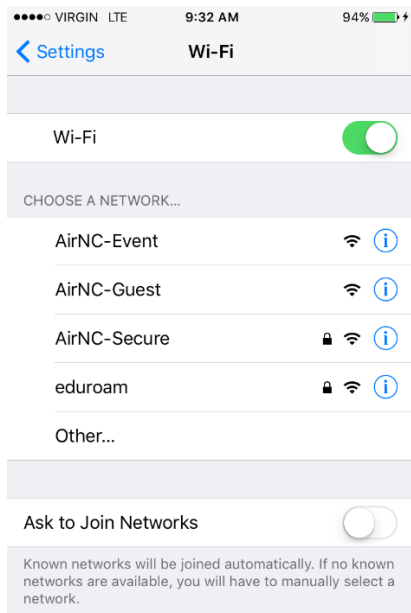 VIRGIN LTE 9:32 AM 94%
Settings Wi-Fi
Wi-Fi
CHOOSE A NETWORK...
AirNC-Event
AirNC-Guest
AirNC-Secure
eduroam
Other...
Ask to Join Networks
Known networks will be joined automatically. If no known
networks are available, you will have to manually select a
network.